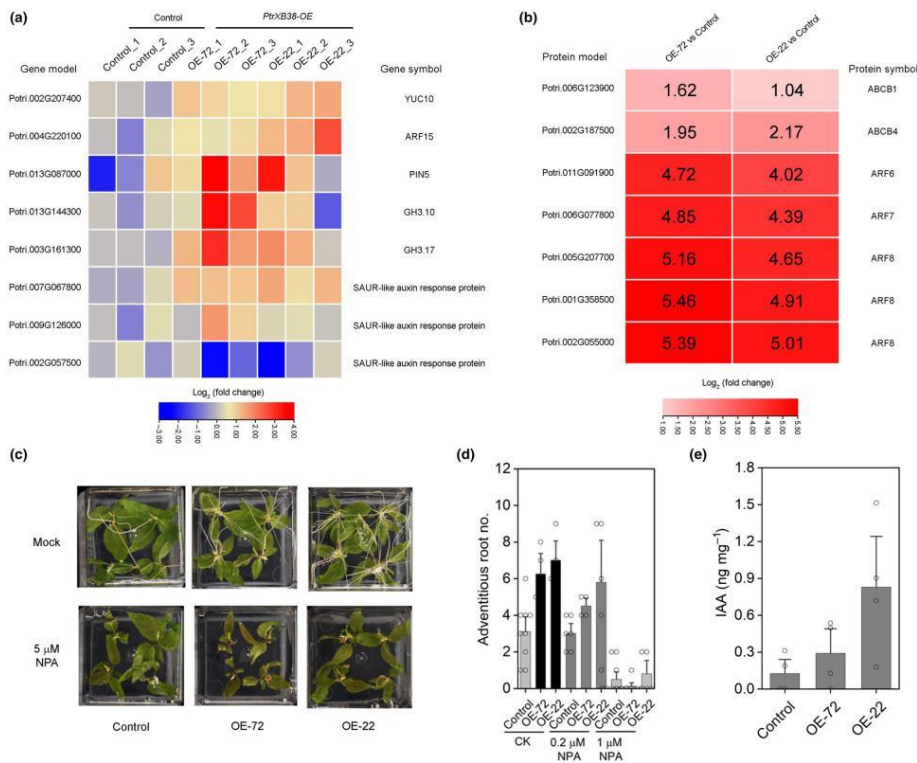 (a)
Control
PtrXB38-OE
Control_1
Control_2
Control_3
OE-72_1
OE-72_2
OE-72_3
OE-22_1
OE-22_2
OE-22_3
Gene model
Gene symbol
Potri.002G207400 YUC10
Potri.004G220100 ARF15
Potri.013G087000 PIN5
Potri.013G144300 GH3.10
Potri.003G161300 GH3.17
Potri.007G067800 SAUR-like auxin response protein
Potri.009G126000 SAUR-like auxin response protein
Potri.002G057500 SAUR-like auxin response protein
Log2 (fold change)
-3.00 -2.00 -1.00 0.00 1.00 2.00 3.00 4.00
(b)
OE-72 vs Control
OE-22 vs Control
Protein model
Protein symbol
Potri.006G123900 1.62 1.04 ABCB1
Potri.002G187500 1.95 2.17 ABCB4
Potri.011G091900 4.72 4.02 ARF6
Potri.006G077800 4.85 4.39 ARF7
Potri.005G207700 5.16 4.65 ARF8
Potri.001G358500 5.46 4.91 ARF8
Potri.002G055000 5.39 5.01 ARF8
Log2 (fold change)
1.00 1.50 2.00 2.50 3.00 3.50 4.00 4.50 5.00 5.50
(c)
Mock
5 μM
NPA
Control
OE-72
OE-22
(d)
Adventitious root no.
12
10
8
6
4
2
0
Control
OE-72
OE-22
Control
OE-72
OE-22
Control
OE-72
OE-22
CK
0.2 μM
NPA
1 μM
NPA
(e)
IAA (ng mg−1)
1.8
1.5
1.2
0.9
0.6
0.3
0.0
Control
OE-72
OE-22